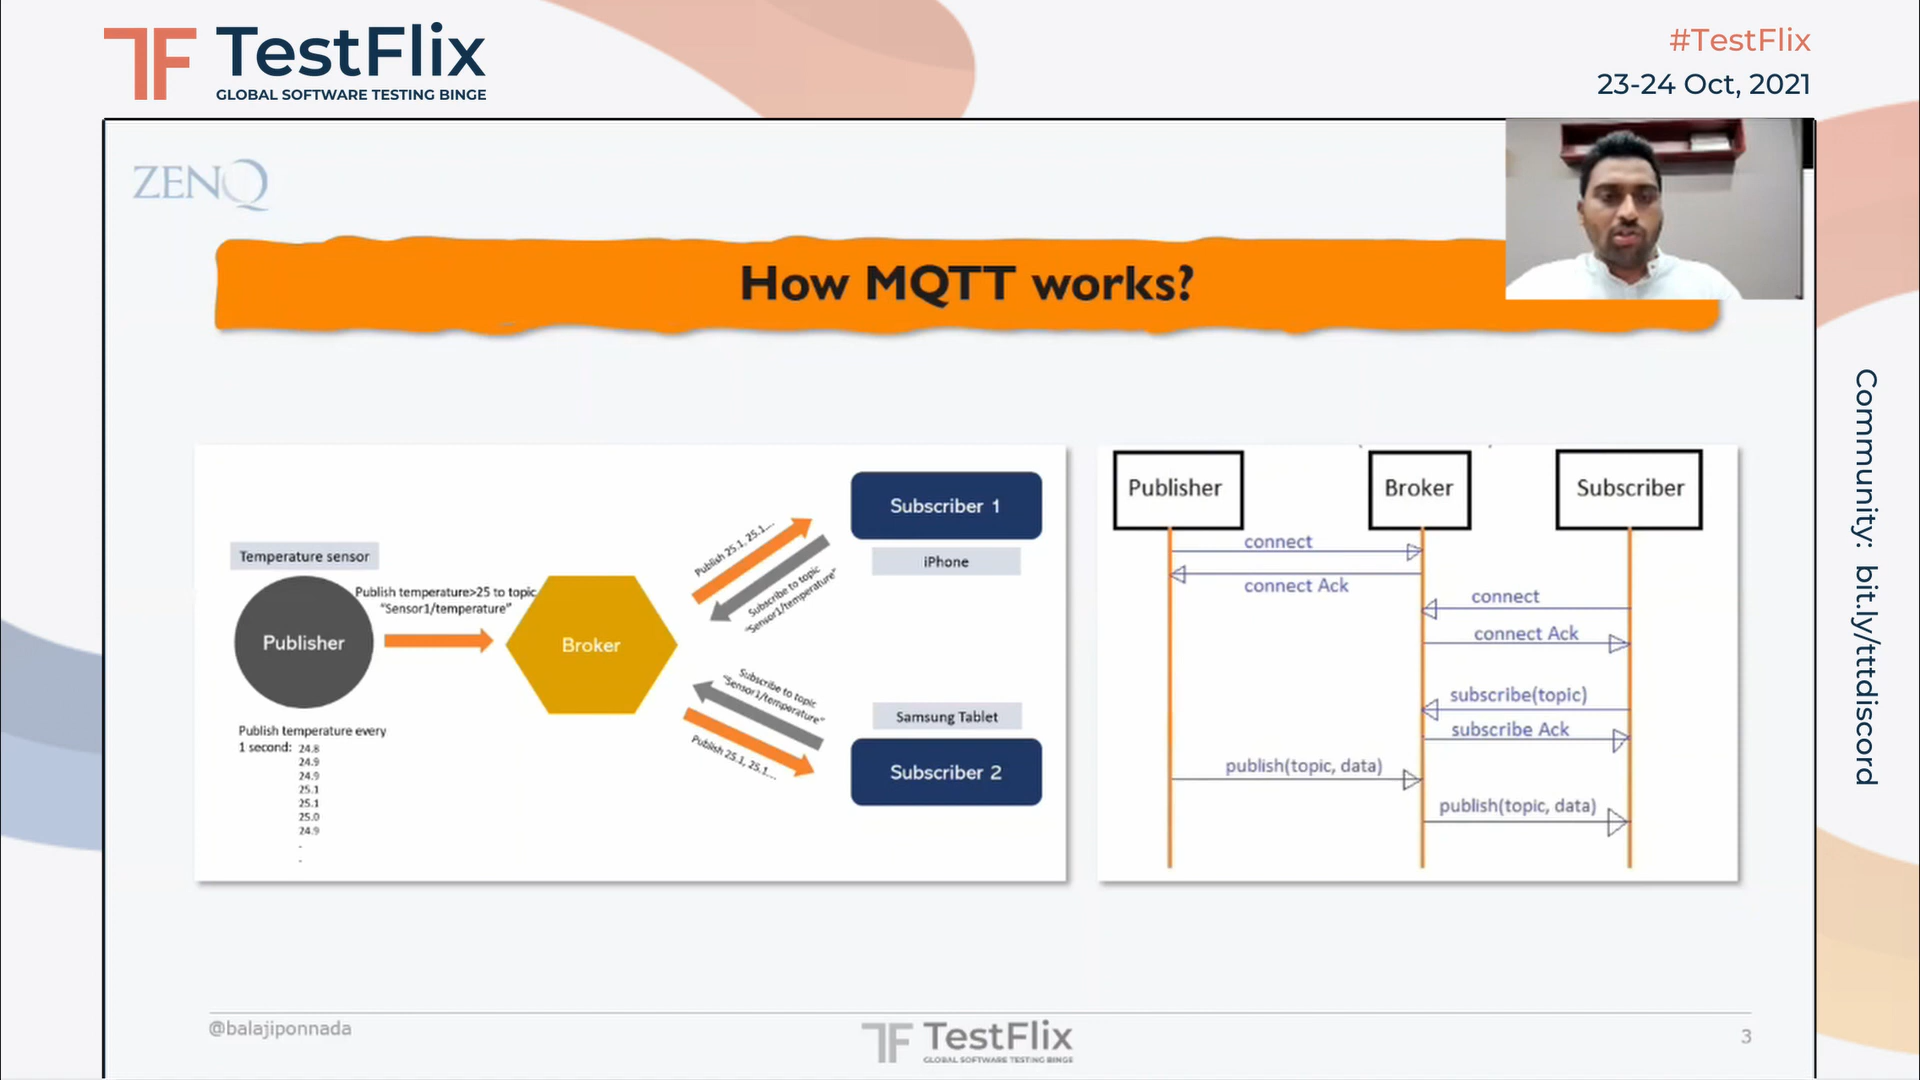 TF TestFlix
GLOBAL SOFTWARE TESTING BINGE
#TestFlix
23-24 Oct, 2021
ZENQ
How MQTT works?
Temperature sensor
Publisher
Publish temperature>25 to topic
"Sensor1/temperature"
Broker
Publish 25.1, 25.1...
Subscribe to topic
"Sensor1/temperature"
Subscriber 1
iPhone
Subscribe to topic
"Sensor1/temperature"
Publish 25.1, 25.1...
Samsung Tablet
Subscriber 2
Publish temperature every
1 second: 24.8
24.9
24.9
25.1
25.1
25.0
24.9
.
.
Publisher
Broker
Subscriber
connect
connect Ack
connect
connect Ack
subscribe(topic)
subscribe Ack
publish(topic, data)
publish(topic, data)
Community: bit.ly/tttdiscord
@balajiponnada
TF TestFlix
GLOBAL SOFTWARE TESTING BINGE
3